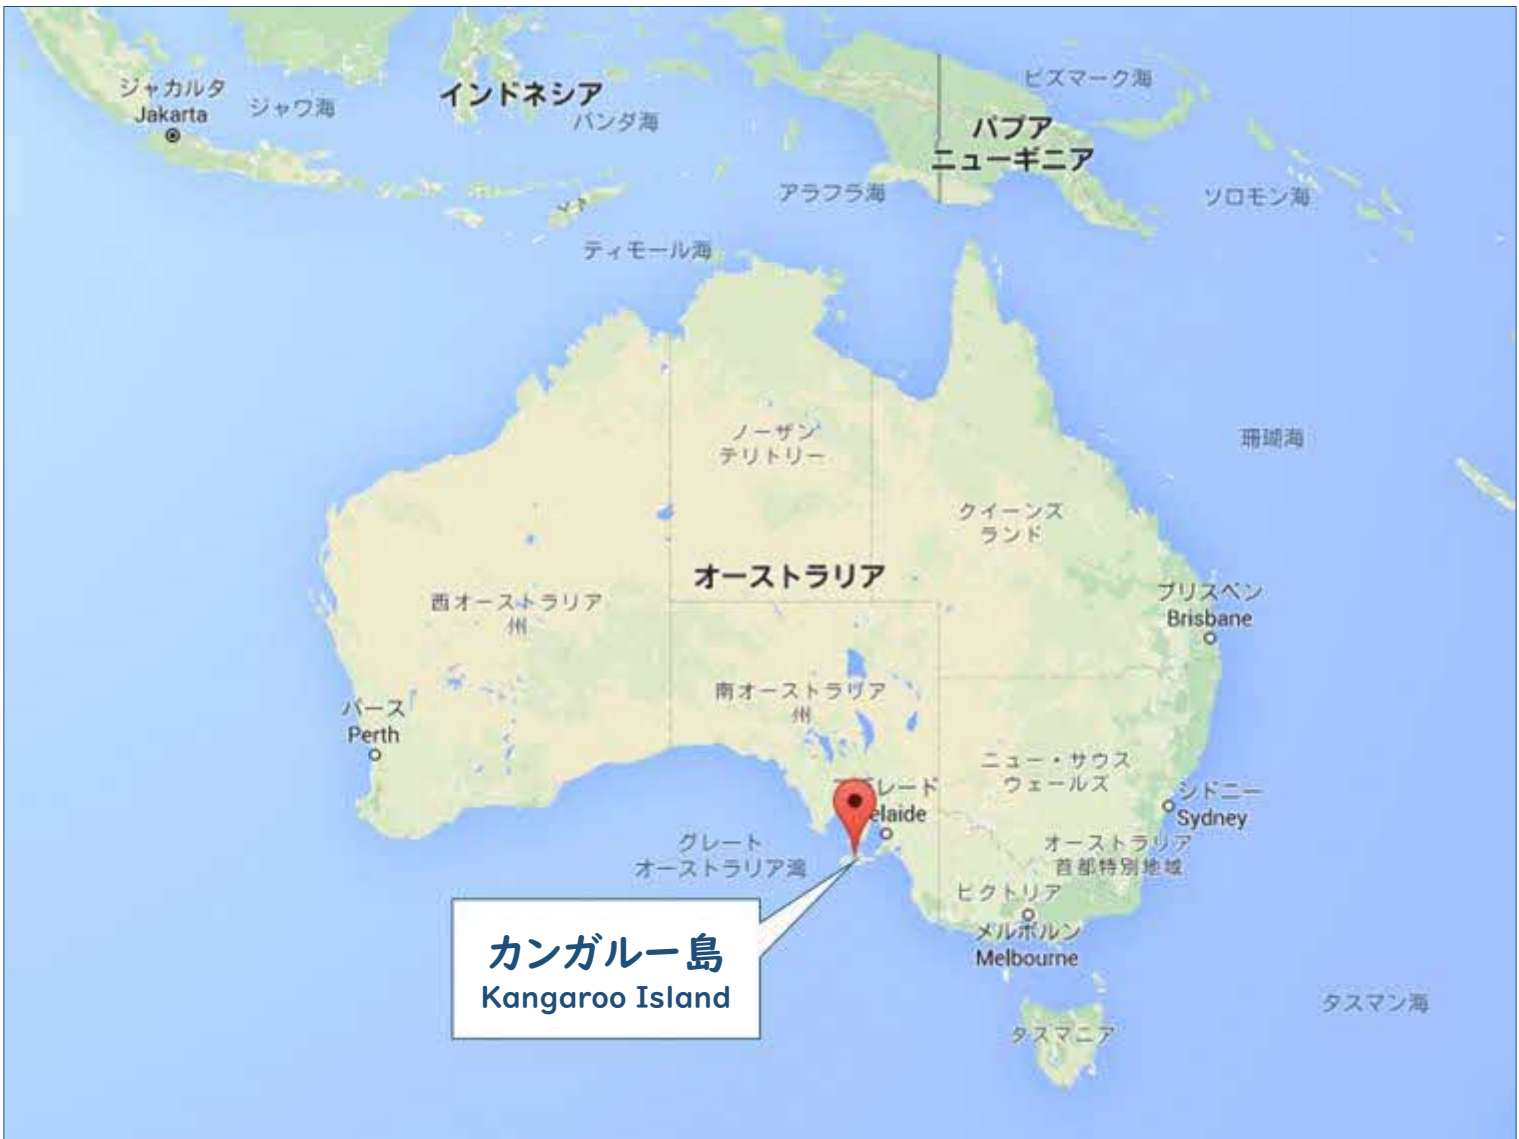 ジャカルタ
Jakarta
ジャワ海
インドネシア
バンダ海
ビズマーク海
パプア
ニューギニア
アラフラ海
ソロモン海
ティモール海
ノーザン
テリトリー
珊瑚海
クイーンズ
ランド
オーストラリア
西オーストラリア
州
ブリスベン
Brisbane
南オーストラリア
州
パース
Perth
ニュー・サウス
ウェールズ
レード
elaide
シドニー
Sydney
グレート
オーストラリア湾
オーストラリア
首都特別地域
ビクトリア
メルボルン
Melbourne
カンガルー島
Kangaroo Island
タスマン海
タスマニア